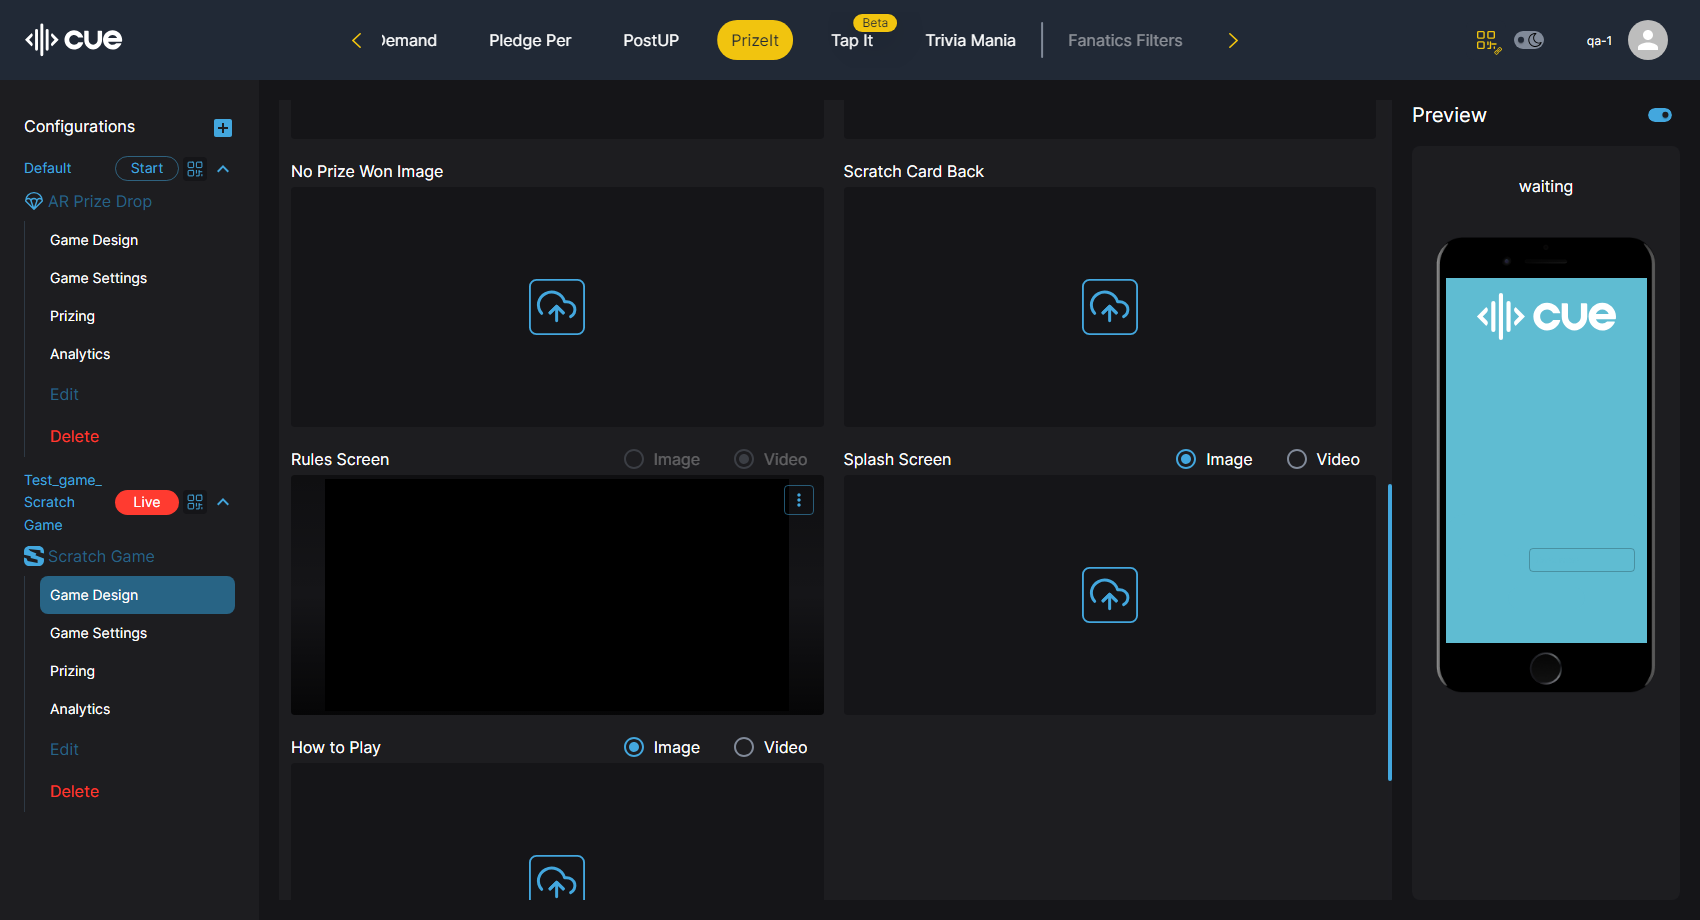 cue
Demand
Pledge Per
PostUP
PrizeIt
Beta
Tap It
Trivia Mania
Fanatics Filters
qa-1
Configurations
Default
Start
AR Prize Drop
Game Design
Game Settings
Prizing
Analytics
Edit
Delete
Test_game_
Scratch
Game
Live
Scratch Game
Game Design
Game Settings
Prizing
Analytics
Edit
Delete
No Prize Won Image
Scratch Card Back
Rules Screen
Image
Video
Splash Screen
Image
Video
How to Play
Image
Video
Preview
waiting
cue